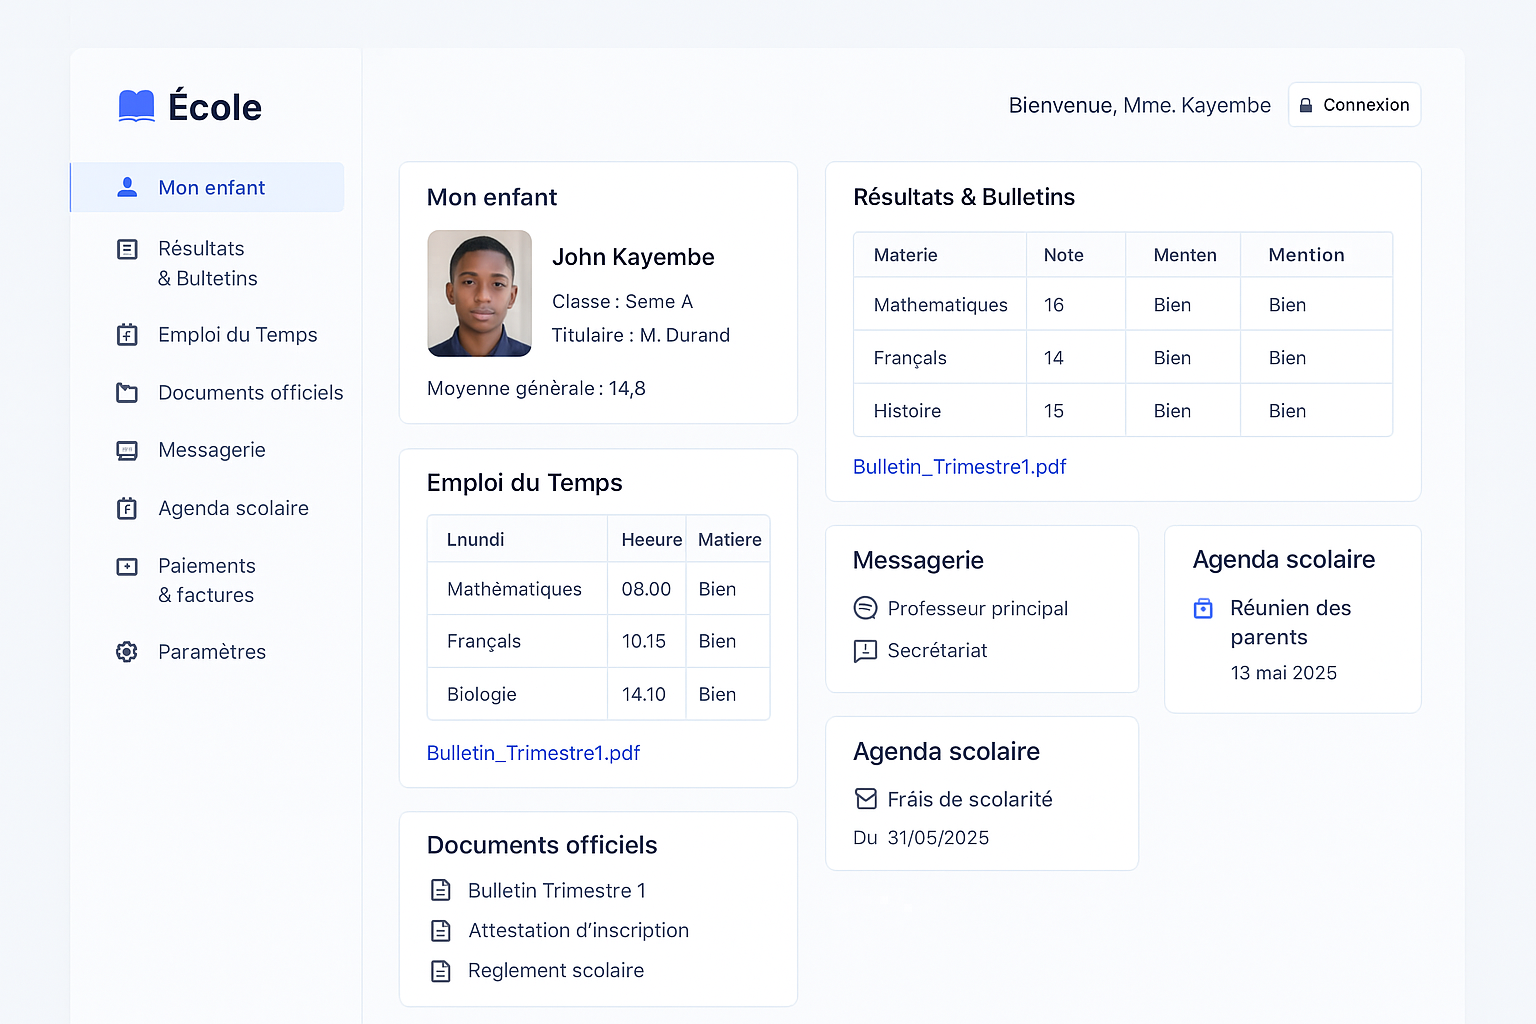 École
Mon enfant
Résultats
& Bultetins
Emploi du Temps
Documents officiels
Messagerie
Agenda scolaire
Paiements
& factures
Paramètres
Bienvenue, Mme. Kayembe
Connexion
Mon enfant
John Kayembe
Classe : Seme A
Titulaire : M. Durand
Moyenne génèrale : 14,8
Emploi du Temps
Lnundi Heeure Matiere
Mathèmatiques 08.00 Bien
Françals 10.15 Bien
Biologie 14.10 Bien
Bulletin_Trimestre1.pdf
Documents officiels
Bulletin Trimestre 1
Attestation d’inscription
Reglement scolaire
Résultats & Bulletins
Materie Note Menten Mention
Mathematiques 16 Bien Bien
Françals 14 Bien Bien
Histoire 15 Bien Bien
Bulletin_Trimestre1.pdf
Messagerie
Professeur principal
Secrétariat
Agenda scolaire
Réunien des
parents
13 mai 2025
Agenda scolaire
Fráis de scolarité
Du 31/05/2025